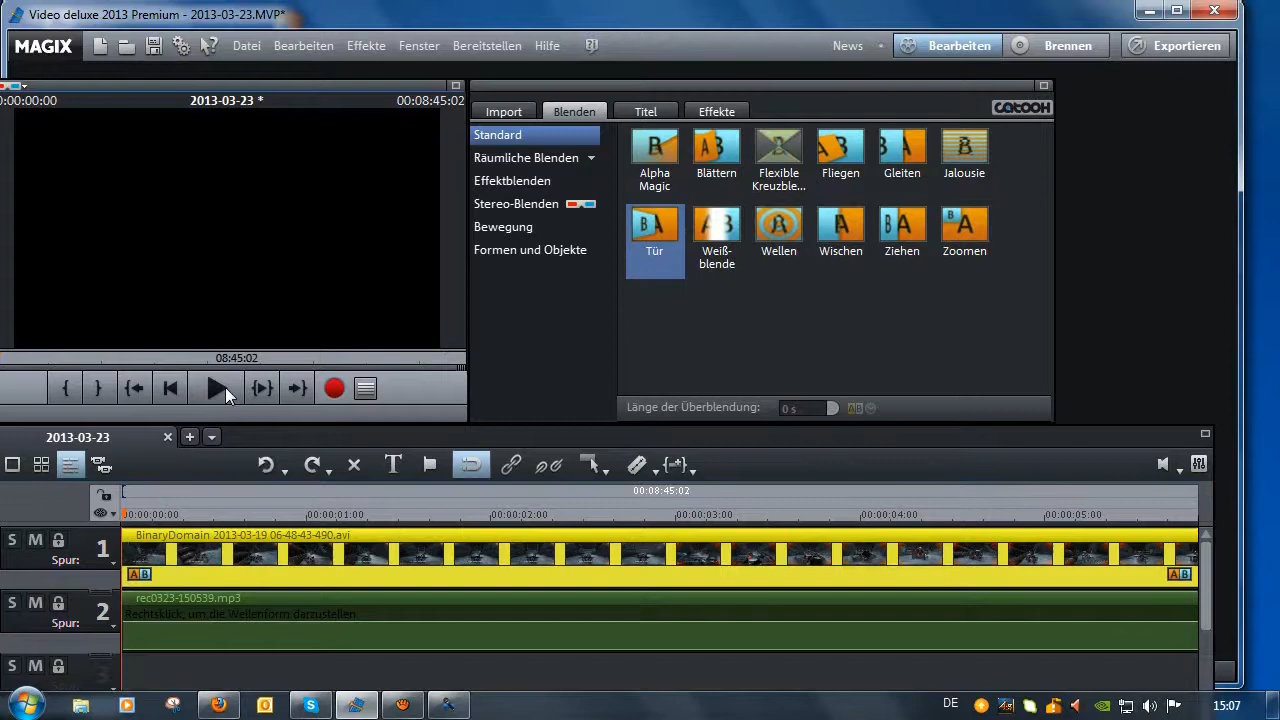 Video deluxe 2013 Premium - 2013-03-23.MVP*
MAGIX Datei Bearbeiten Effekte Fenster Bereitstellen Hilfe News Bearbeiten Brennen Exportieren
0:00:00:00 2013-03-23 * 00:08:45:02
Import Blenden Titel Effekte CATOOH
Standard
Räumliche Blenden
Effektblenden
Stereo-Blenden
Bewegung
Formen und Objekte
Alpha Magic
Blättern
Flexible Kreuzble...
Fliegen
Gleiten
Jalousie
Tür
Weiß-blende
Wellen
Wischen
Ziehen
Zoomen
08:45:02
Länge der Überblendung: 0 s
2013-03-23
00:08:45:02
00:00:00:00 00:00:01:00 00:00:02:00 00:00:03:00 00:00:04:00 00:00:05:00
S M Spur: 1
BinaryDomain 2013-03-19 06-48-43-490.avi
AB AB
S M Spur: 2
rec0323-150539.mp3
Rechtsklick, um die Wellenform darzustellen
S M 3
DE 15:07